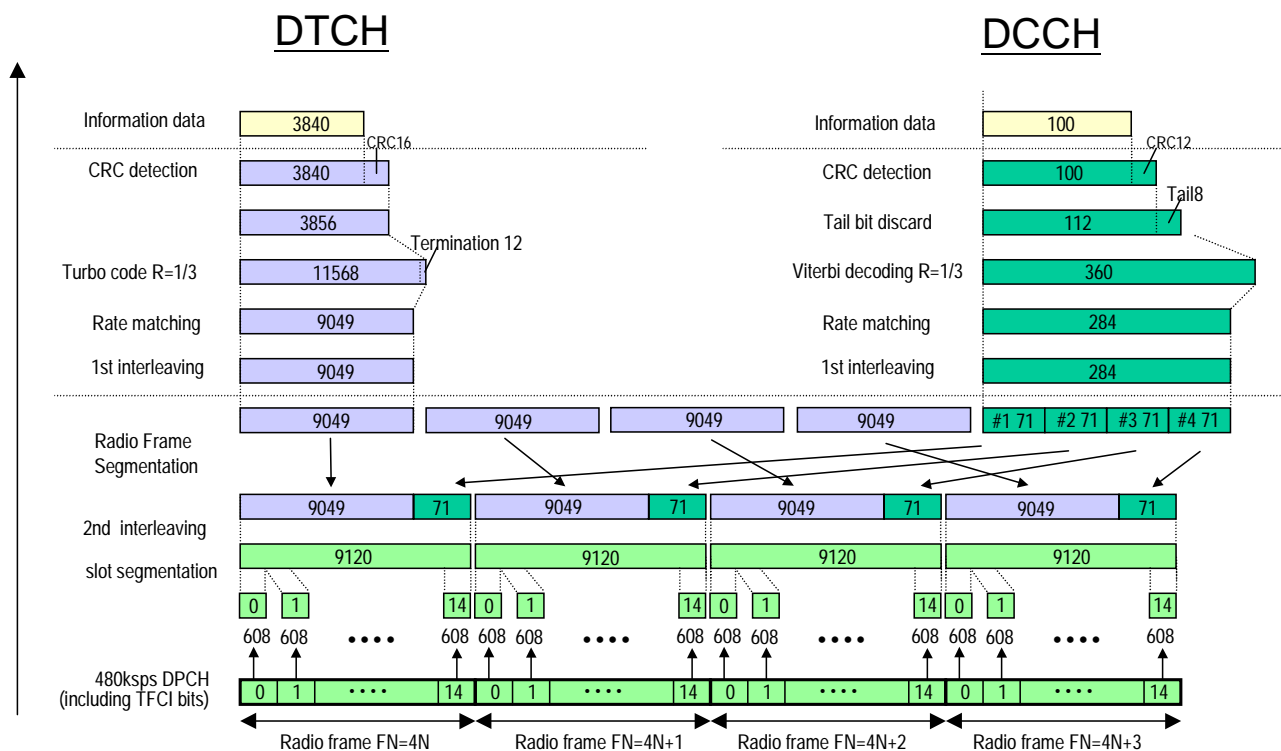 DTCH DCCH
Information data 3840 Information data 100
CRC16 CRC12
CRC detection 3840 CRC detection 100
3856 Tail bit discard 112 Tail8
Termination 12
Turbo code R=1/3 11568 Viterbi decoding R=1/3 360
Rate matching 9049 Rate matching 284
1st interleaving 9049 1st interleaving 284
9049 9049 9049 9049 #1 71 #2 71 #3 71 #4 71
Radio Frame
Segmentation
9049 71 9049 71 9049 71 9049 71
2nd interleaving
9120 9120 9120 9120
slot segmentation
0 1 14 0 1 14 0 1 14 0 1 14
608 608 •••• 608 608 608 •••• 608 608 608 •••• 608 608 608 •••• 608
480ksps DPCH
(including TFCI bits)
0 1 •••• 14 0 1 •••• 14 0 1 •••• 14 0 1 •••• 14
Radio frame FN=4N Radio frame FN=4N+1 Radio frame FN=4N+2 Radio frame FN=4N+3